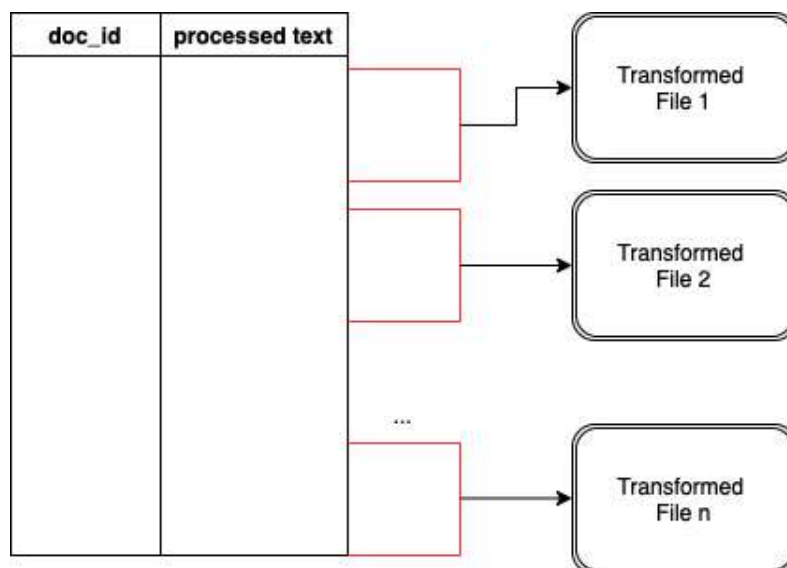 doc_id processed text
Transformed
File 1
Transformed
File 2
...
Transformed
File n